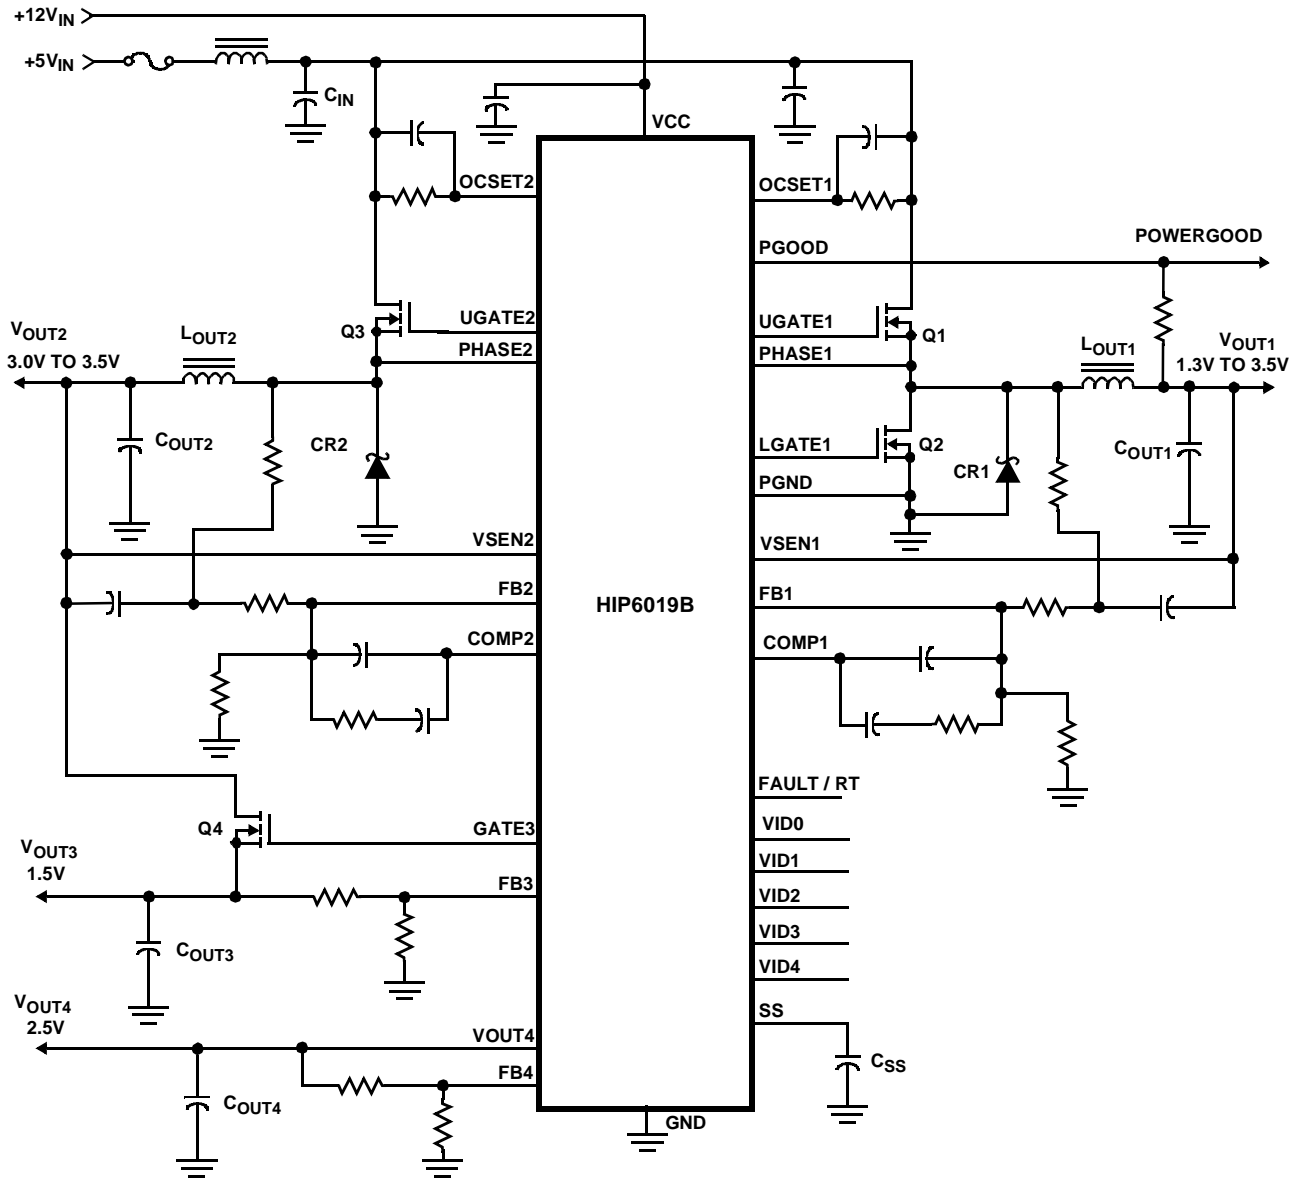 +12VIN
+5VIN
CIN
VCC
OCSET2
OCSET1
PGOOD
POWERGOOD
VOUT2
3.0V TO 3.5V
LOUT2
Q3
UGATE2
PHASE2
UGATE1
PHASE1
Q1
LOUT1
VOUT1
1.3V TO 3.5V
COUT2
CR2
LGATE1
Q2
PGND
CR1
COUT1
VSEN2
VSEN1
FB2
HIP6019B
FB1
COMP2
COMP1
FAULT / RT
VID0
VID1
VID2
VID3
VID4
SS
CSS
Q4
GATE3
VOUT3
1.5V
FB3
COUT3
VOUT4
2.5V
VOUT4
FB4
COUT4
GND